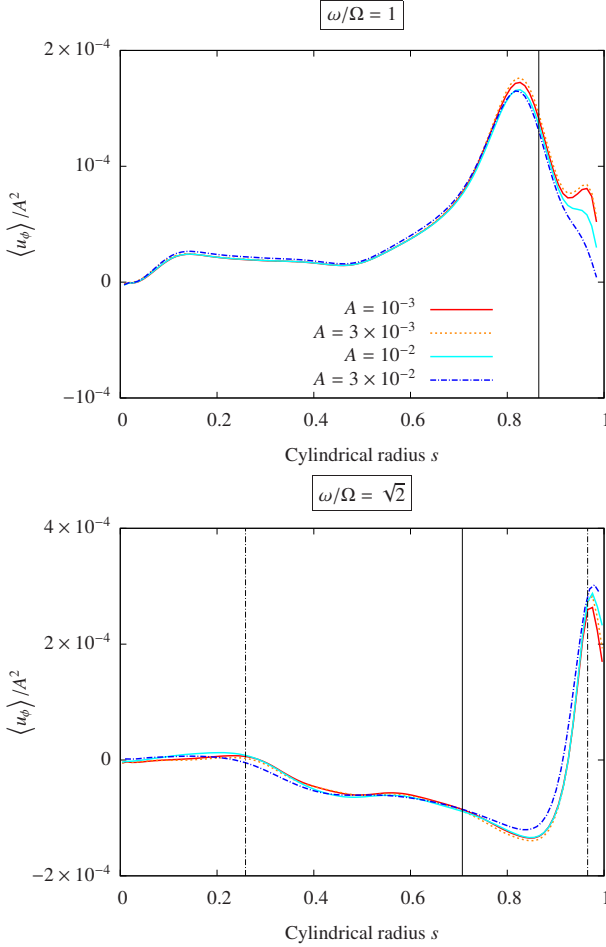 ω/Ω = 1
2 × 10⁻⁴
10⁻⁴
0
−10⁻⁴
⟨u_ϕ⟩/A²
A = 10⁻³
A = 3 × 10⁻³
A = 10⁻²
A = 3 × 10⁻²
0 0.2 0.4 0.6 0.8 1
Cylindrical radius s
ω/Ω = √2
4 × 10⁻⁴
2 × 10⁻⁴
0
−2 × 10⁻⁴
⟨u_ϕ⟩/A²
0 0.2 0.4 0.6 0.8 1
Cylindrical radius s